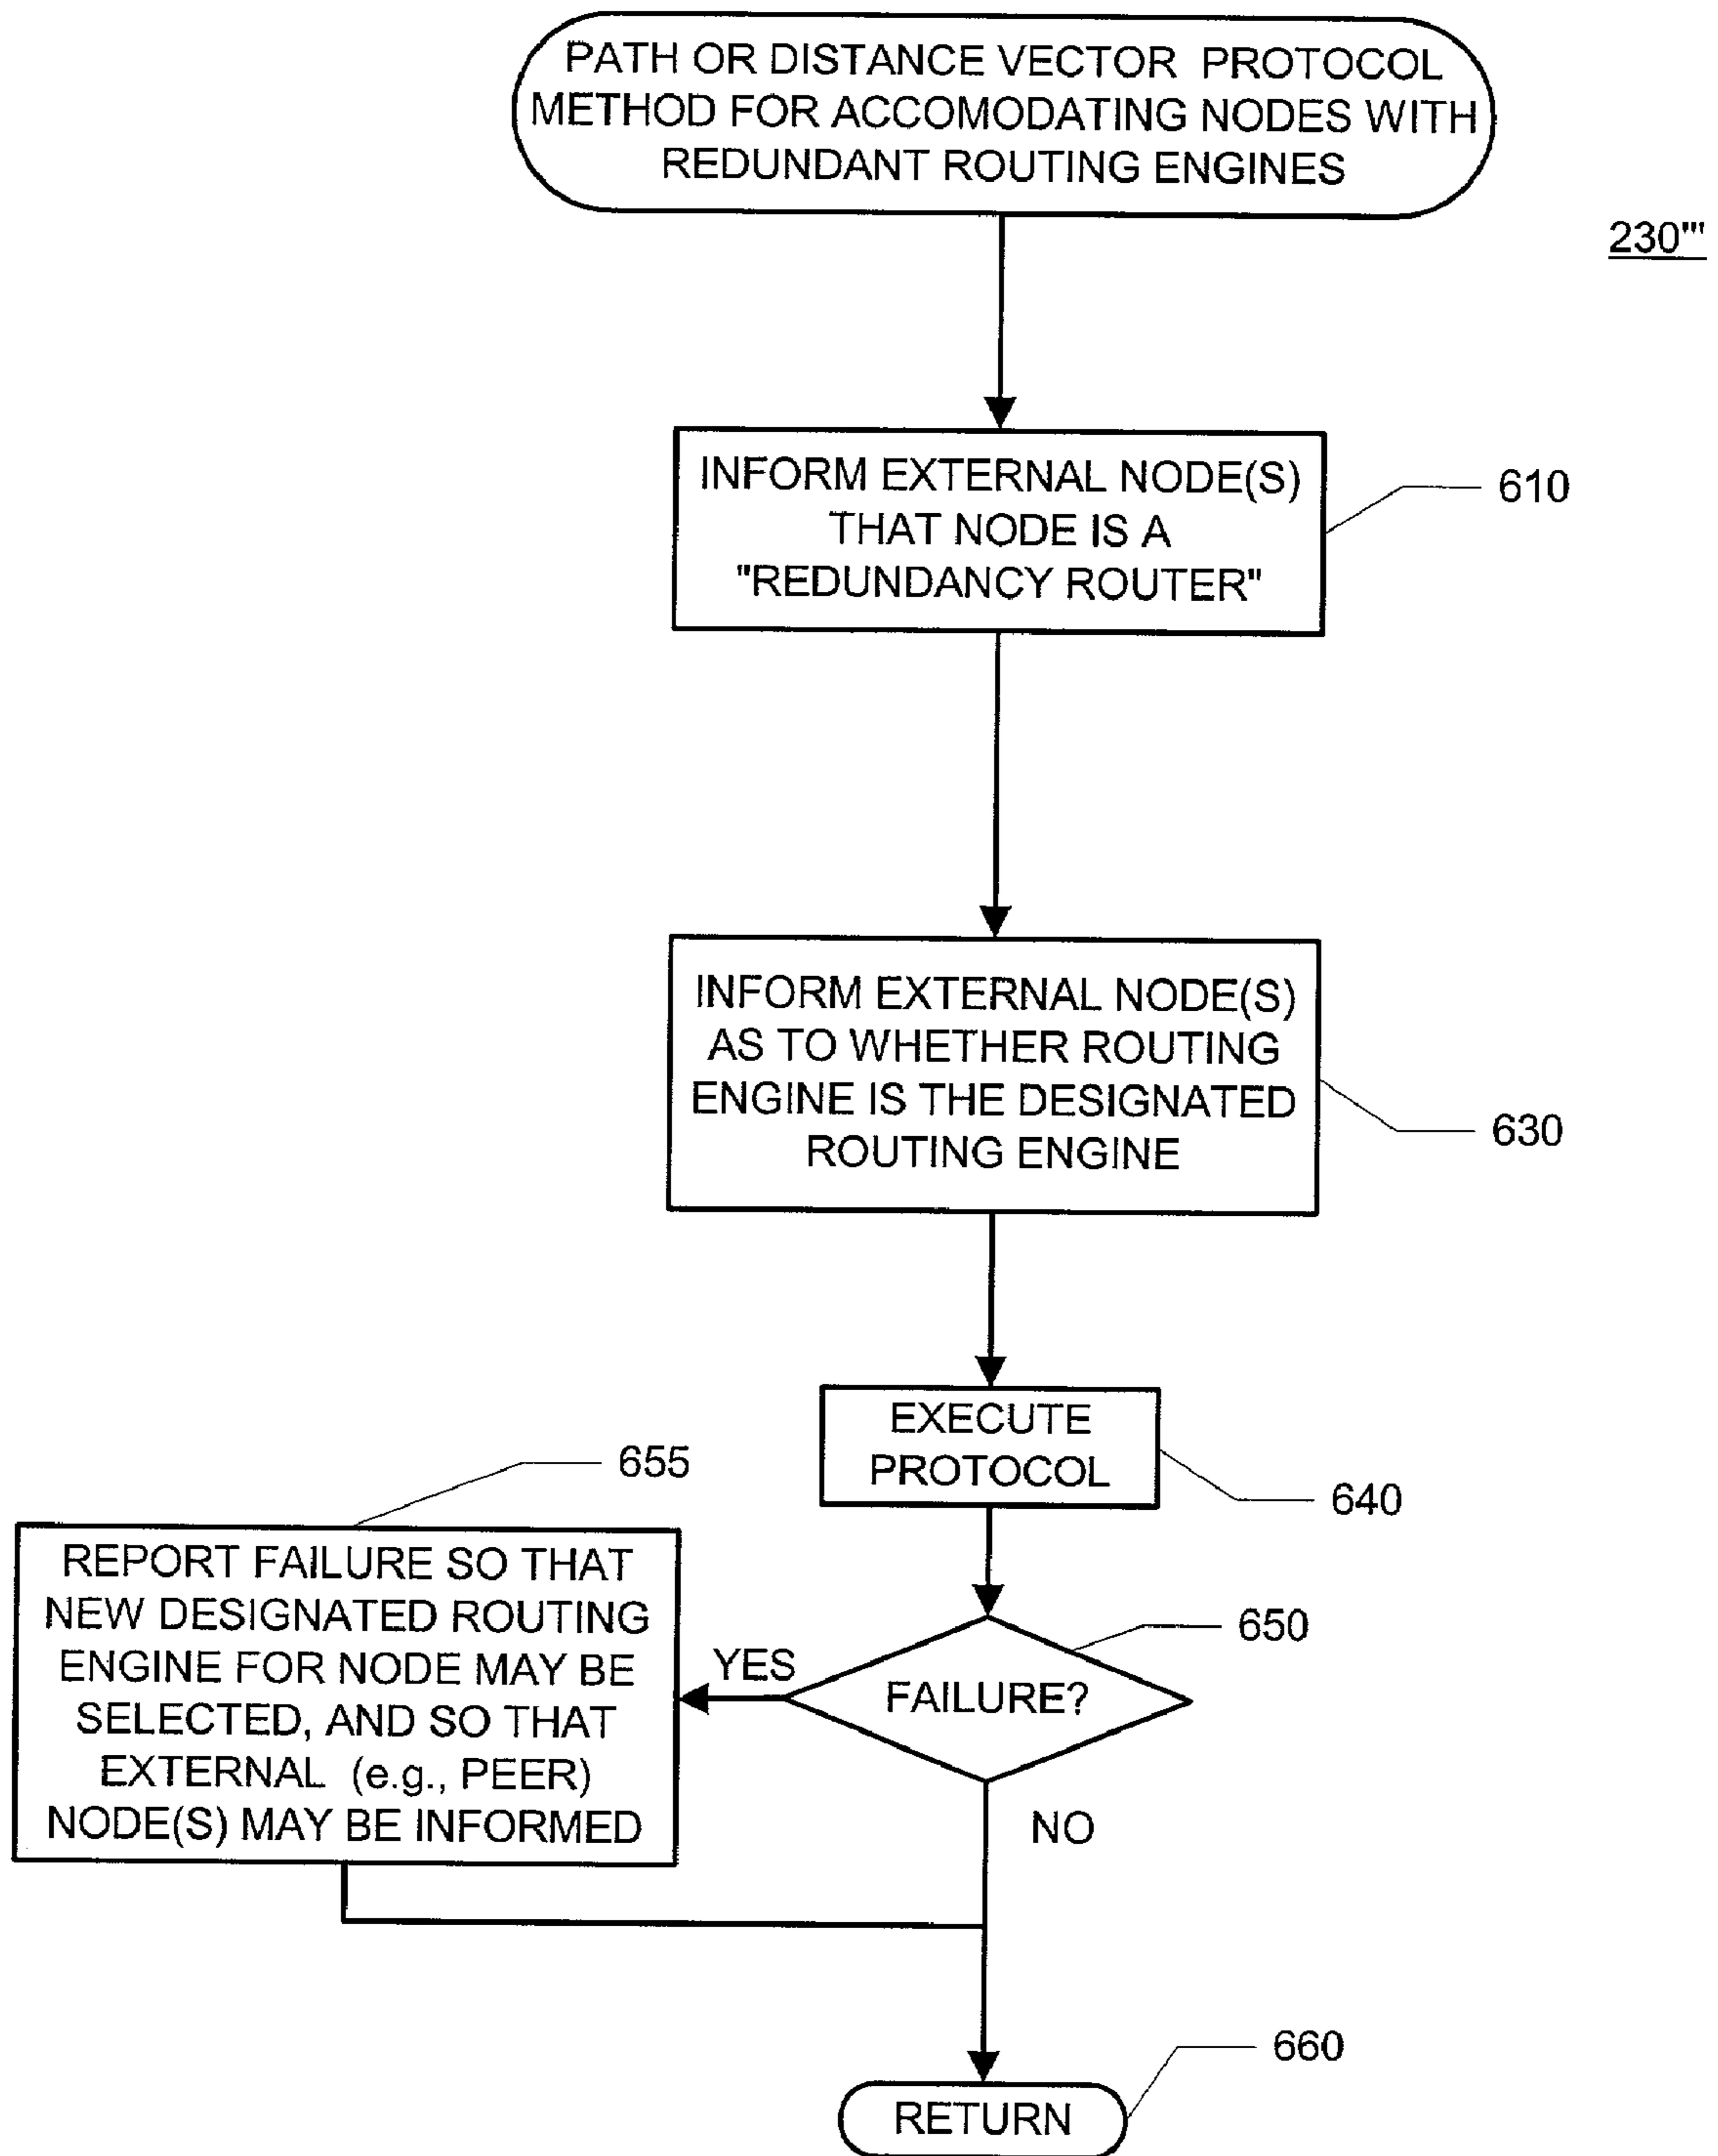 PATH OR DISTANCE VECTOR PROTOCOL
METHOD FOR ACCOMODATING NODES WITH
REDUNDANT ROUTING ENGINES
230'''
INFORM EXTERNAL NODE(S)
THAT NODE IS A
"REDUNDANCY ROUTER"
610
INFORM EXTERNAL NODE(S)
AS TO WHETHER ROUTING
ENGINE IS THE DESIGNATED
ROUTING ENGINE
630
EXECUTE
PROTOCOL
640
655
REPORT FAILURE SO THAT
NEW DESIGNATED ROUTING
ENGINE FOR NODE MAY BE
SELECTED, AND SO THAT
EXTERNAL (e.g., PEER)
NODE(S) MAY BE INFORMED
YES
FAILURE?
650
NO
RETURN
660